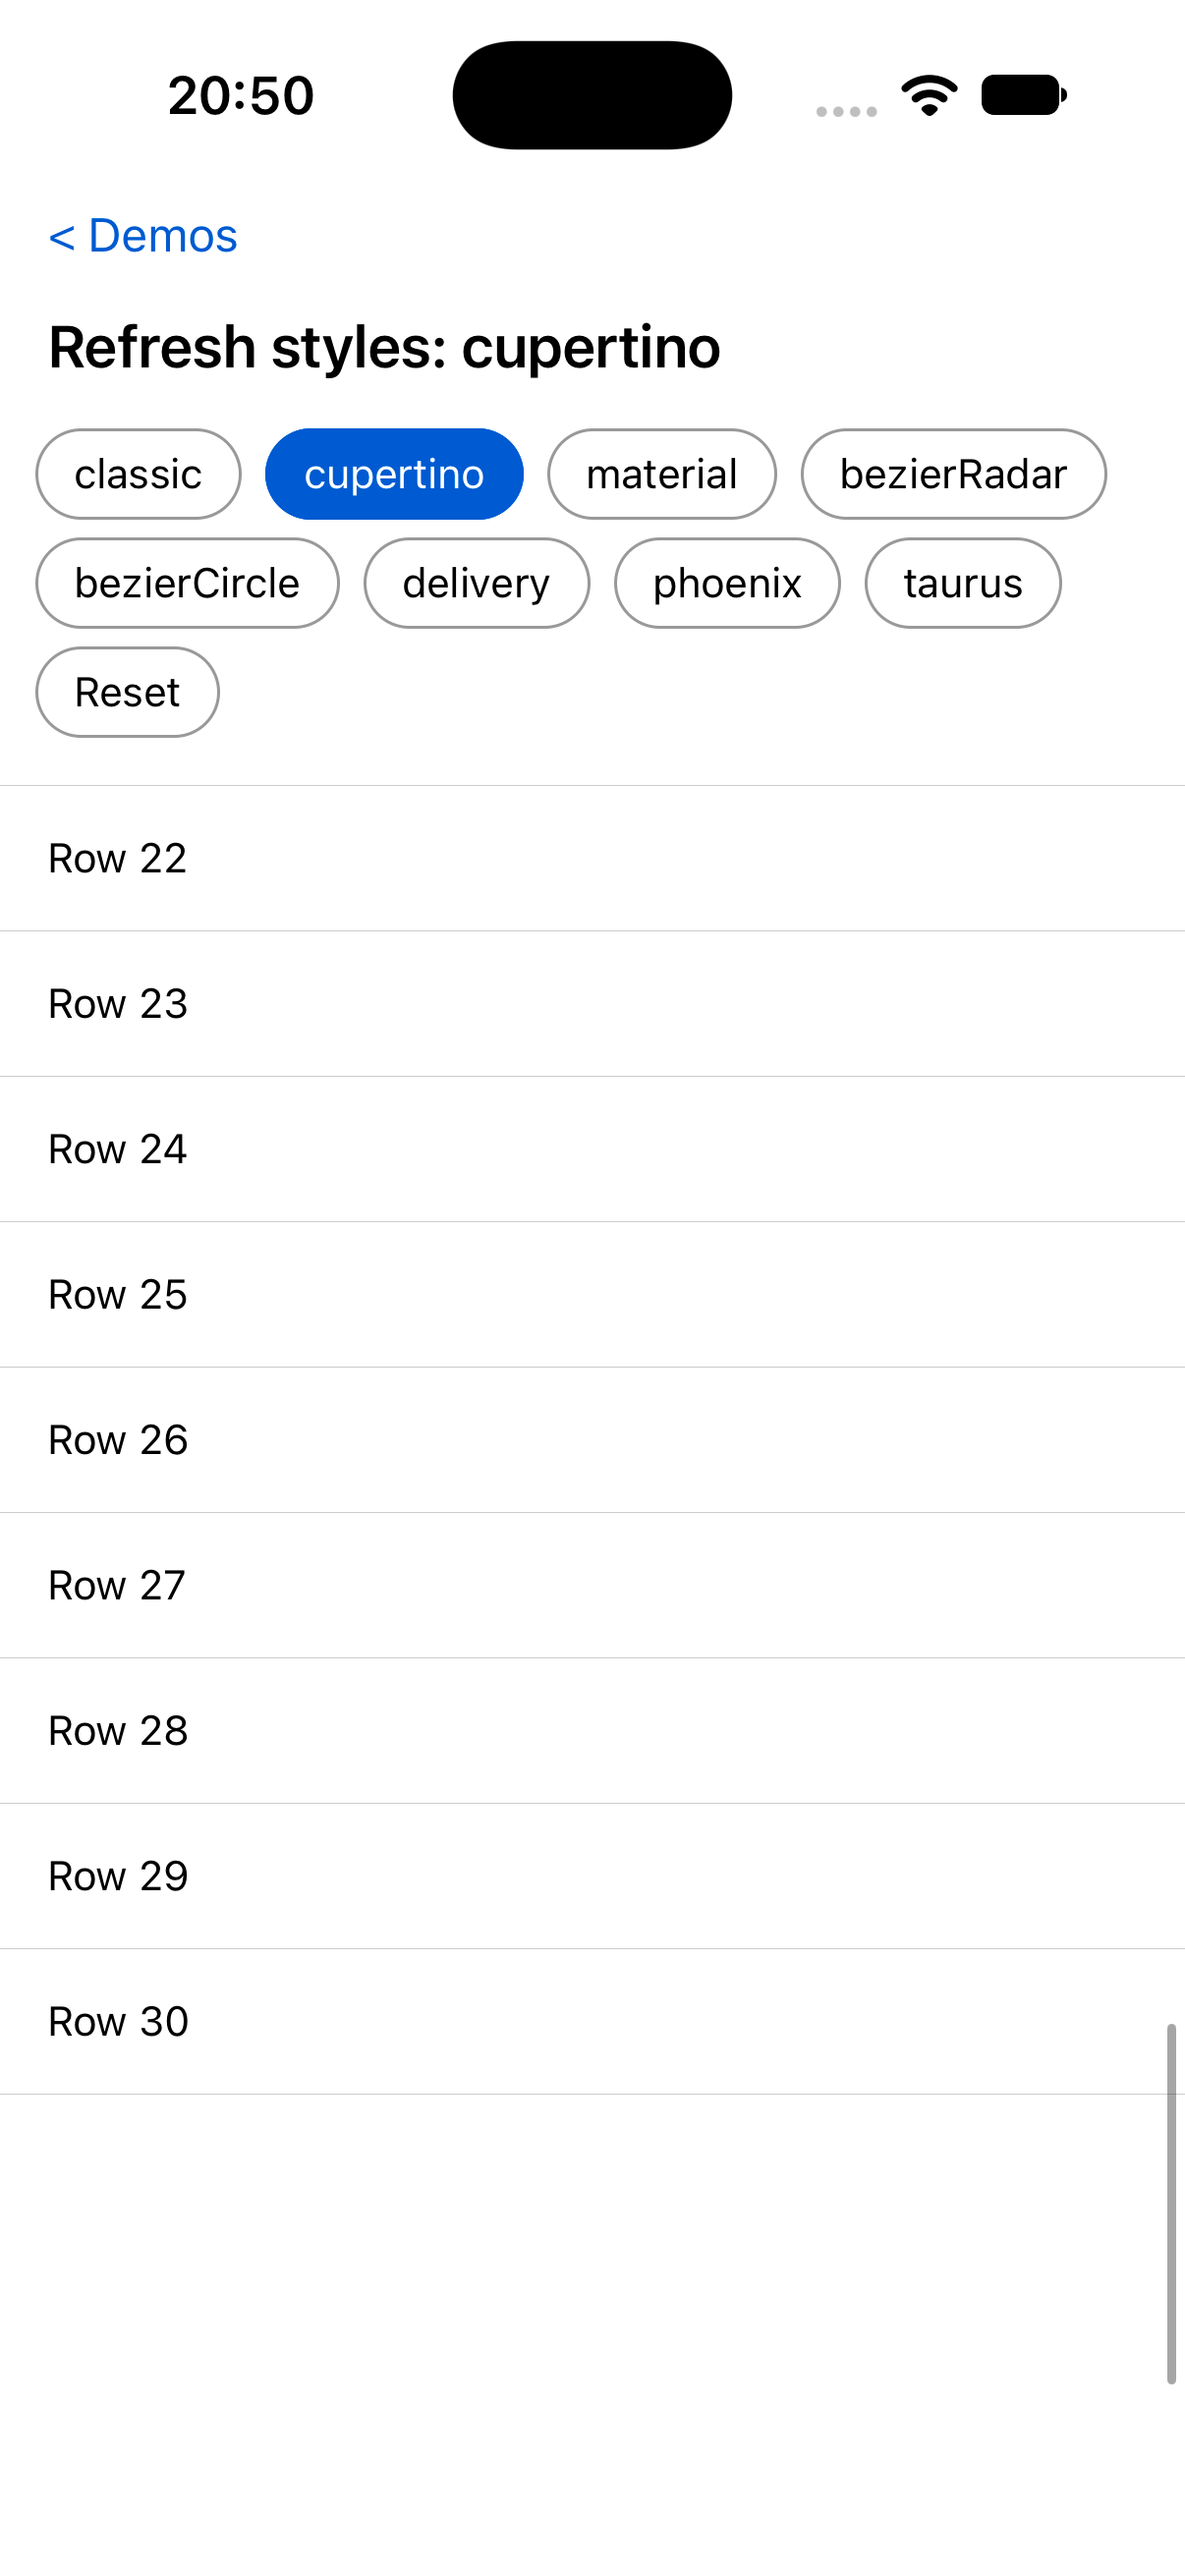 20:50
< Demos
Refresh styles: cupertino
classic cupertino material bezierRadar
bezierCircle delivery phoenix taurus
Reset
Row 22
Row 23
Row 24
Row 25
Row 26
Row 27
Row 28
Row 29
Row 30